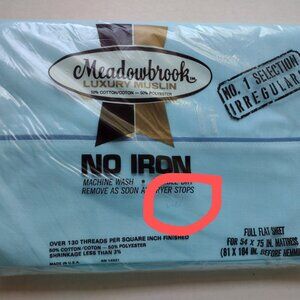 Meadowbrook
LUXURY MUSLIN
50% COTTON/COTON — 50% POLYESTER
NO. 1 SELECTION
IRREGULAR
NO IRON
MACHINE WASH • DRY
REMOVE AS SOON AS DRYER STOPS
FULL FLAT SHEET
FOR 54 x 75 IN. MATTRESS
(81 X 104 IN. BEFORE HEMMING
OVER 130 THREADS PER SQUARE INCH FINISHED
50% COTTON/COTON — 50% POLYESTER
SHRINKAGE LESS THAN 3%
MADE IN U.S.A.